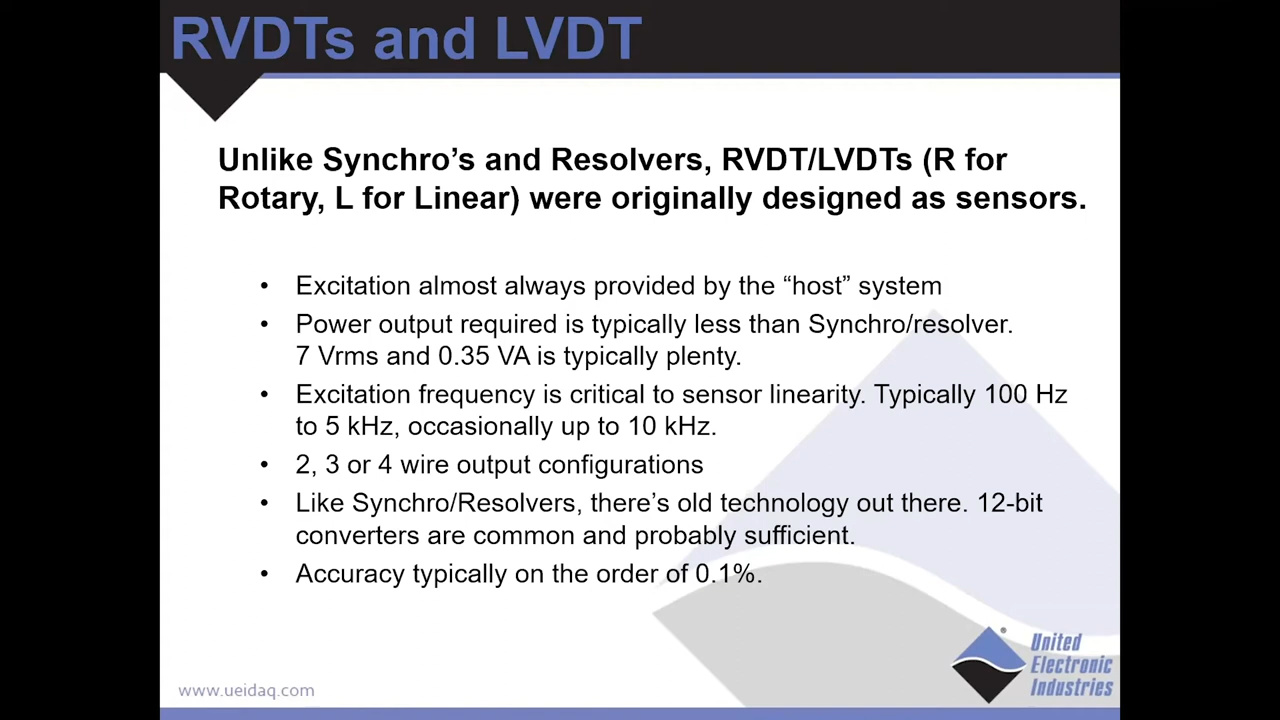 RVDTs and LVDT
Unlike Synchro’s and Resolvers, RVDT/LVDTs (R for
Rotary, L for Linear) were originally designed as sensors.
• Excitation almost always provided by the “host” system
• Power output required is typically less than Synchro/resolver.
7 Vrms and 0.35 VA is typically plenty.
• Excitation frequency is critical to sensor linearity. Typically 100 Hz
to 5 kHz, occasionally up to 10 kHz.
• 2, 3 or 4 wire output configurations
• Like Synchro/Resolvers, there’s old technology out there. 12-bit
converters are common and probably sufficient.
• Accuracy typically on the order of 0.1%.
®
United
Electronic
Industries
www.ueidaq.com